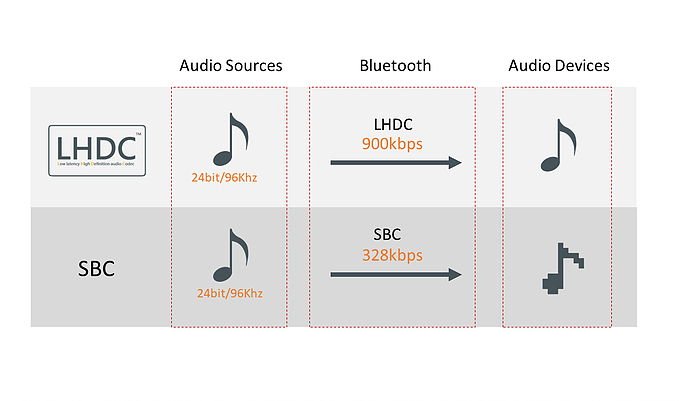 Audio Sources
Bluetooth
Audio Devices
LHDC™
Low latency High Definition audio Codec
24bit/96Khz
LHDC
900kbps
SBC
24bit/96Khz
SBC
328kbps